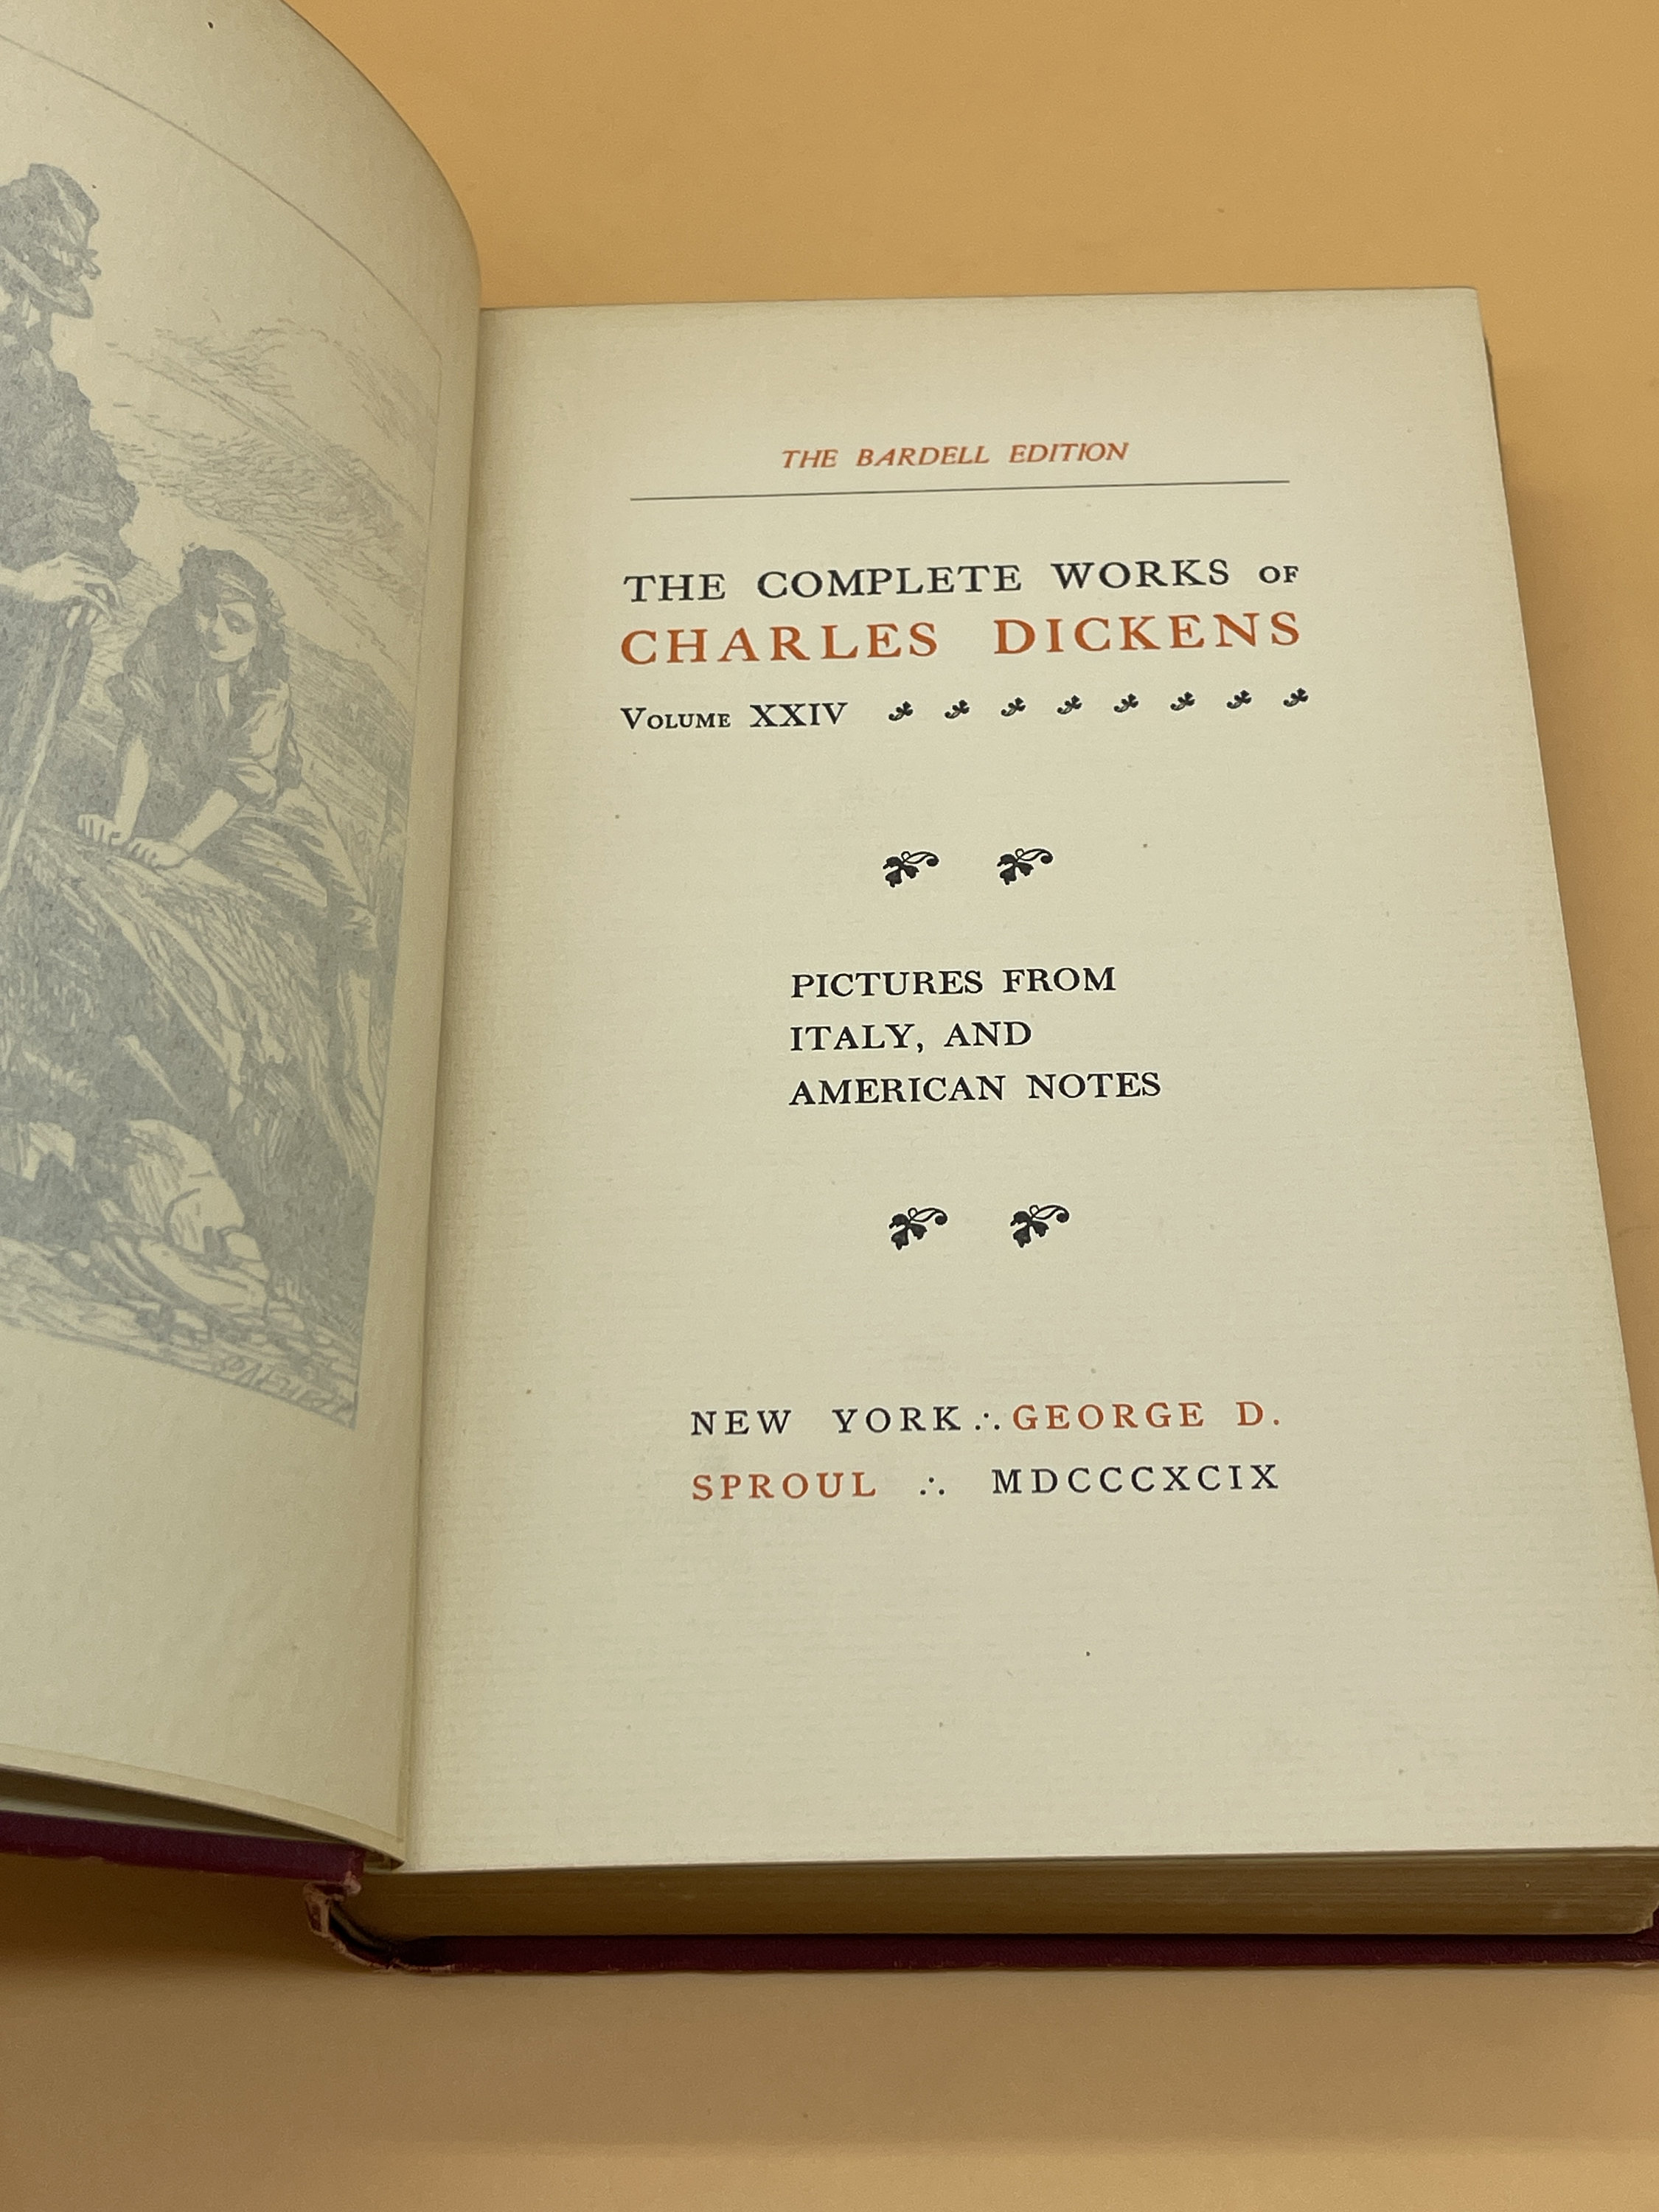 THE BARDELL EDITION
THE COMPLETE WORKS OF
CHARLES DICKENS
VOLUME XXIV
PICTURES FROM
ITALY, AND
AMERICAN NOTES
NEW YORK ∴ GEORGE D.
SPROUL ∴ MDCCCXCIX